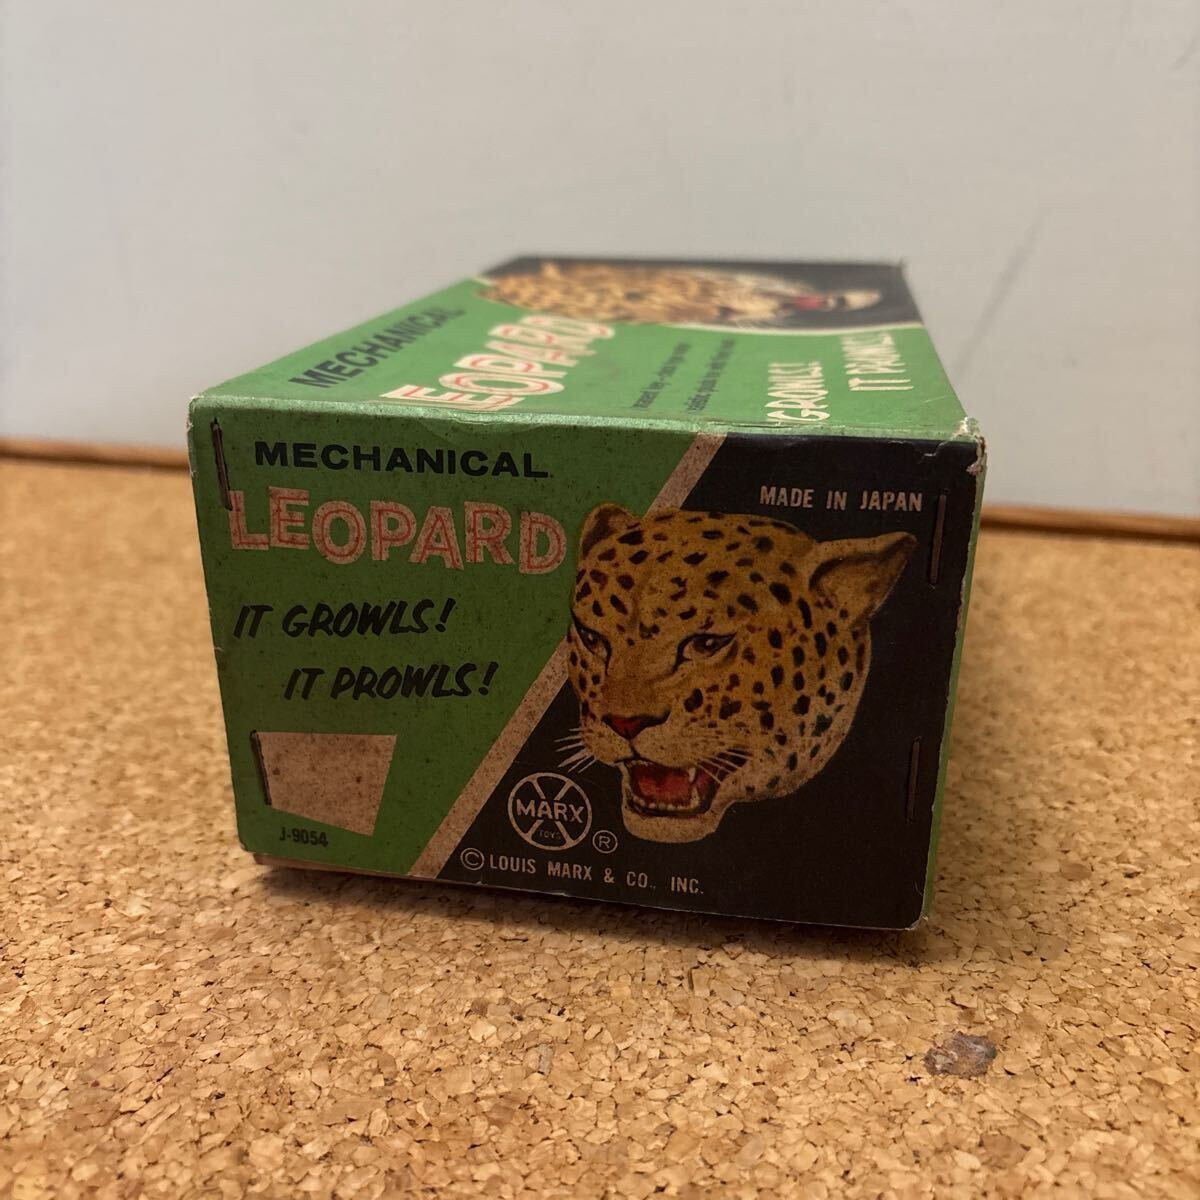 MECHANICAL
LEOPARD
GROWLS!
IT PROWLS
MECHANICAL
LEOPARD
IT GROWLS!
IT PROWLS!
J-9054
MADE IN JAPAN
MARX
TOYS
®
© LOUIS MARX & CO., INC.